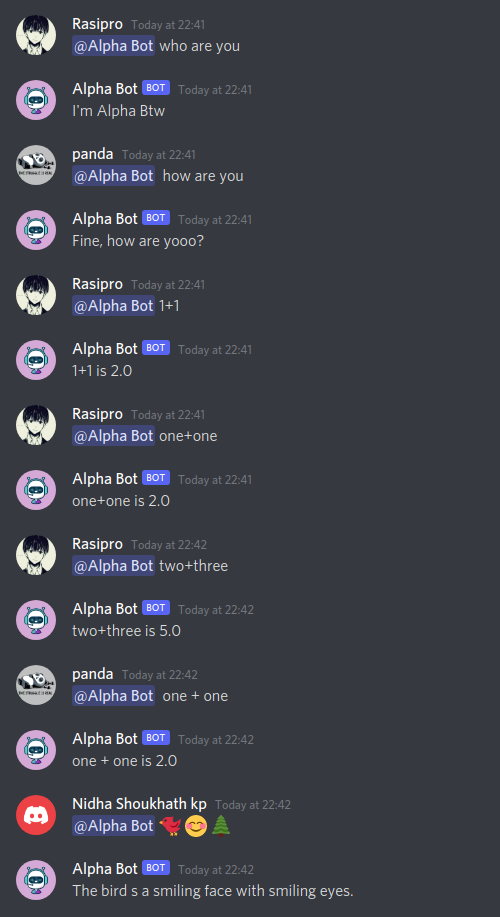 Rasipro Today at 22:41
@Alpha Bot who are you
Alpha Bot BOT Today at 22:41
I'm Alpha Btw
panda Today at 22:41
@Alpha Bot how are you
Alpha Bot BOT Today at 22:41
Fine, how are yooo?
Rasipro Today at 22:41
@Alpha Bot 1+1
Alpha Bot BOT Today at 22:41
1+1 is 2.0
Rasipro Today at 22:41
@Alpha Bot one+one
Alpha Bot BOT Today at 22:41
one+one is 2.0
Rasipro Today at 22:42
@Alpha Bot two+three
Alpha Bot BOT Today at 22:42
two+three is 5.0
panda Today at 22:42
@Alpha Bot one + one
Alpha Bot BOT Today at 22:42
one + one is 2.0
Nidha Shoukhath kp Today at 22:42
@Alpha Bot 🐦😊🌲
Alpha Bot BOT Today at 22:42
The bird s a smiling face with smiling eyes.